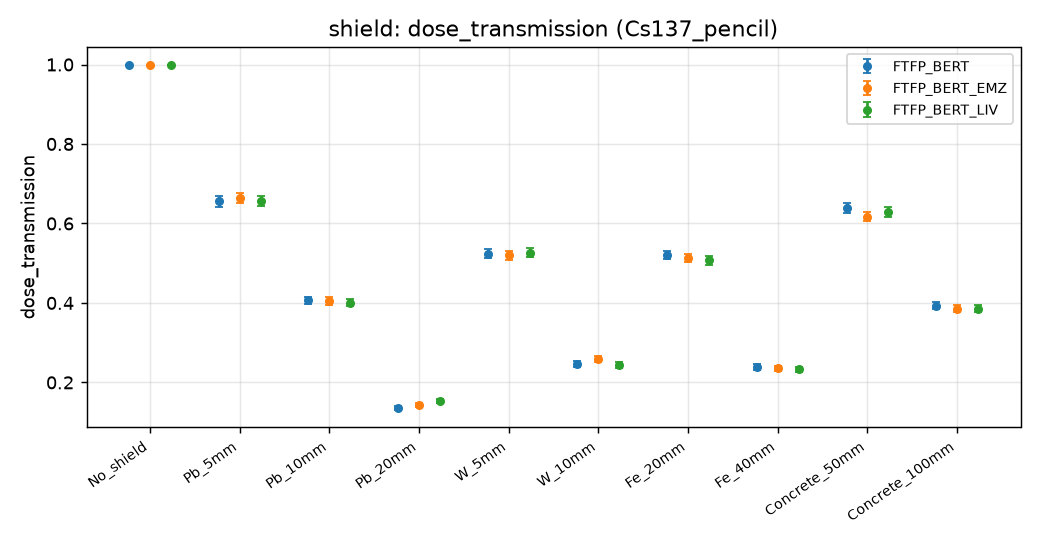 shield: dose_transmission (Cs137_pencil)
FTFP_BERT
FTFP_BERT_EMZ
FTFP_BERT_LIV
dose_transmission
1.0
0.8
0.6
0.4
0.2
No_shield
Pb_5mm
Pb_10mm
Pb_20mm
W_5mm
W_10mm
Fe_20mm
Fe_40mm
Concrete_50mm
Concrete_100mm